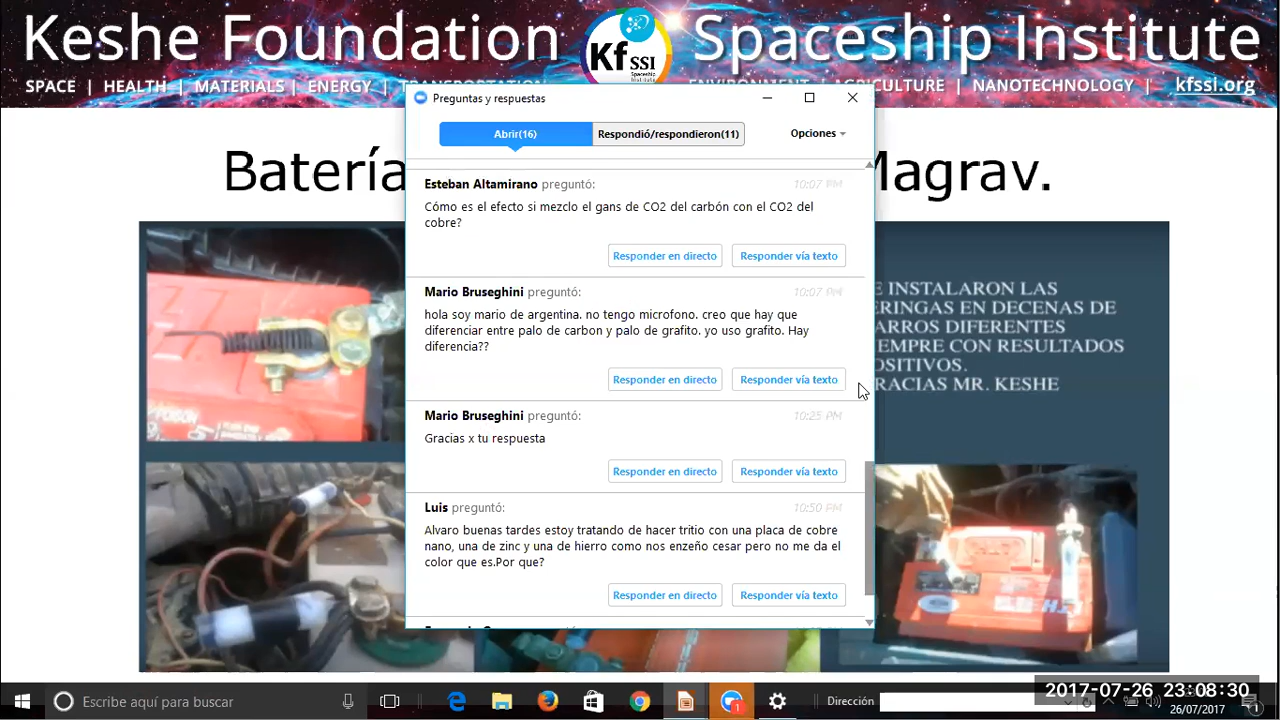 Keshe Foundation
Spaceship Institute
Kf SSI
Spaceship
Institute
SPACE | HEALTH | MATERIALS | ENERGY | TRANSPORTATION
ENVIRONMENT | AGRICULTURE | NANOTECHNOLOGY | kfssi.org
Batería
Magrav.
Preguntas y respuestas
Abrir(16)
Respondió/respondieron(11)
Opciones
Esteban Altamirano preguntó:
10:07 PM
Cómo es el efecto si mezclo el gans de CO2 del carbón con el CO2 del
cobre?
Responder en directo
Responder vía texto
Mario Bruseghini preguntó:
10:07 PM
hola soy mario de argentina. no tengo microfono. creo que hay que
diferenciar entre palo de carbon y palo de grafito. yo uso grafito. Hay
diferencia??
Responder en directo
Responder vía texto
Mario Bruseghini preguntó:
10:25 PM
Gracias x tu respuesta
Responder en directo
Responder vía texto
Luis preguntó:
10:50 PM
Alvaro buenas tardes estoy tratando de hacer tritio con una placa de cobre
nano, una de zinc y una de hierro como nos enzeño cesar pero no me da el
color que es.Por que?
Responder en directo
Responder vía texto
E INSTALARON LAS
ERINGAS EN DECENAS DE
ARROS DIFERENTES
IEMPRE CON RESULTADOS
OSITIVOS.
RACIAS MR. KESHE
Escribe aquí para buscar
Dirección
2017-07-26 23:08:30
26/07/2017